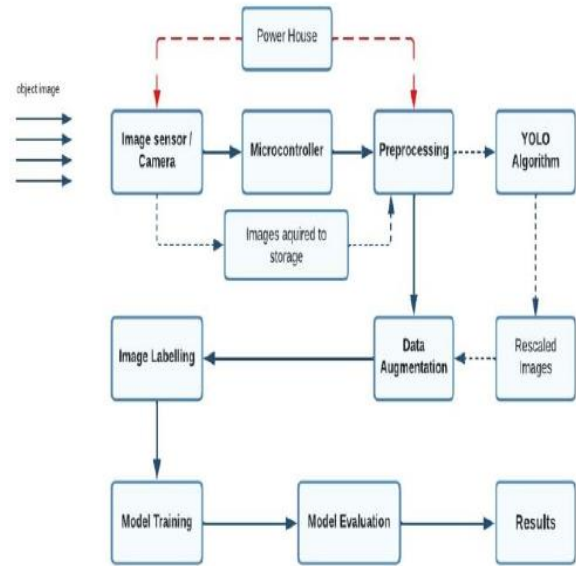 Power House
object image
Image sensor /
Camera
Microcontroller
Preprocessing
YOLO
Algorithm
Images aquired to
storage
Image Labelling
Data
Augmentation
Rescaled
Images
Model Training
Model Evaluation
Results